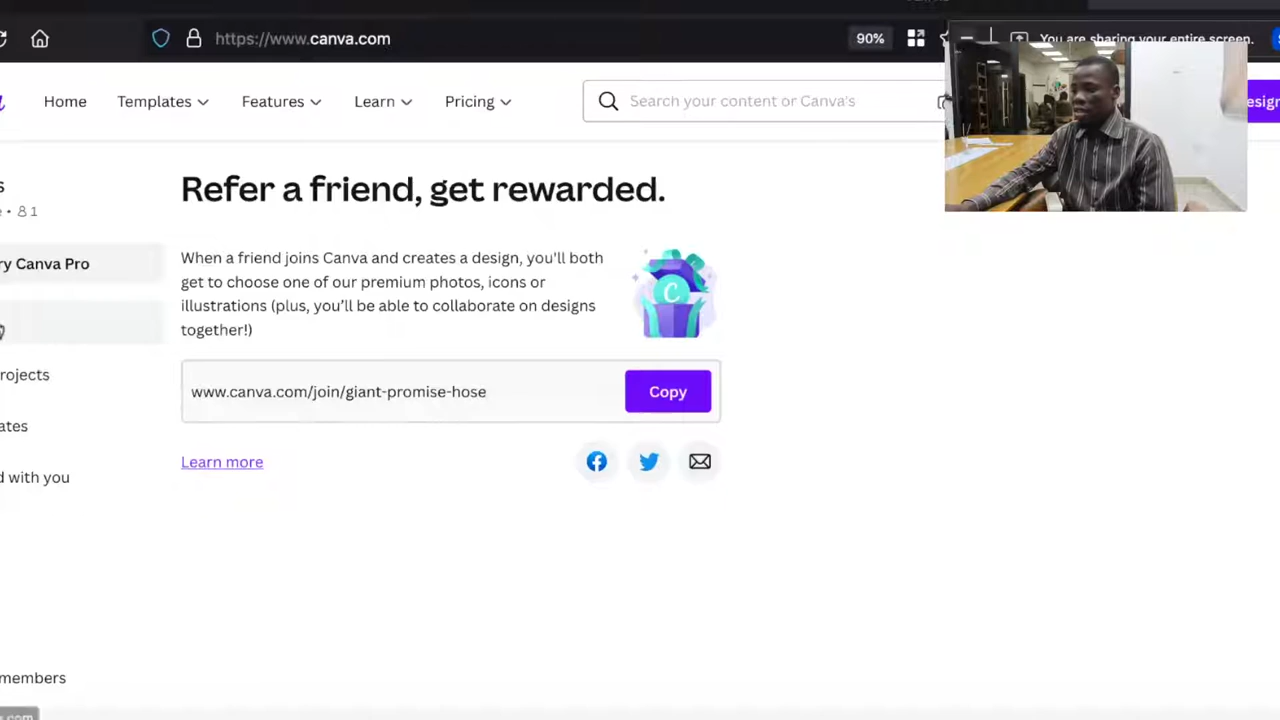 https://www.canva.com
90%
You are sharing your entire screen.
Home
Templates
Features
Learn
Pricing
Search your content or Canva's
Refer a friend, get rewarded.
1
Canva Pro
When a friend joins Canva and creates a design, you'll both
get to choose one of our premium photos, icons or
illustrations (plus, you'll be able to collaborate on designs
together!)
C
www.canva.com/join/giant-promise-hose
Copy
Learn more
with you
members